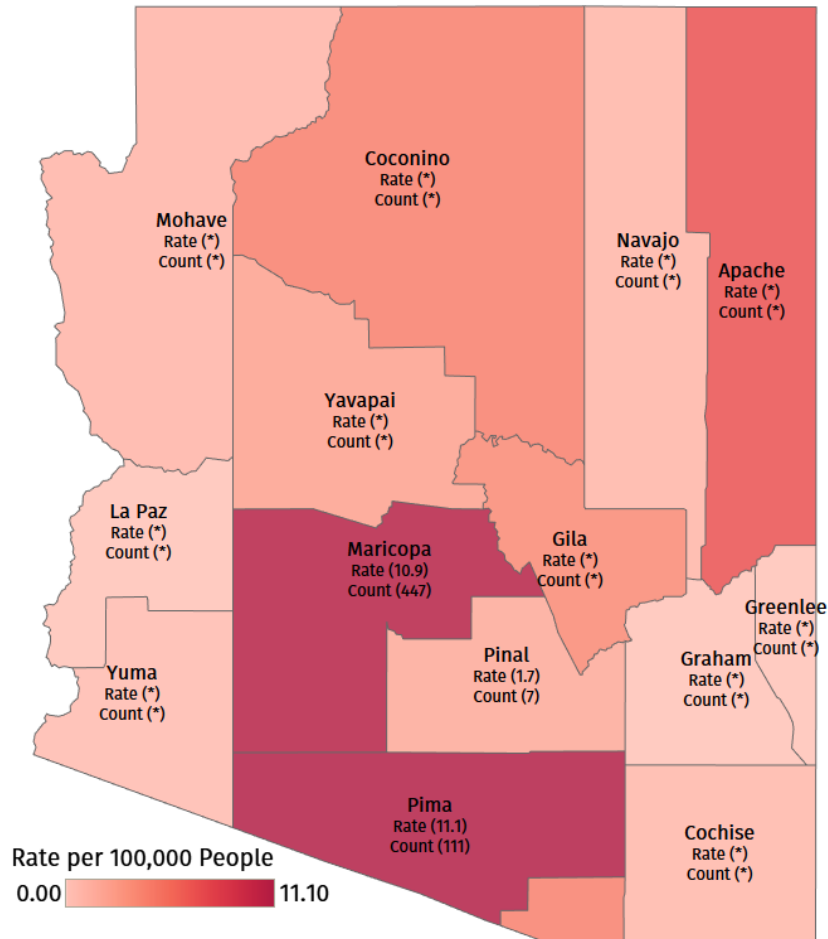 Coconino
Rate (*)
Count (*)
Mohave
Rate (*)
Count (*)
Navajo
Rate (*)
Count (*)
Apache
Rate (*)
Count (*)
Yavapai
Rate (*)
Count (*)
La Paz
Rate (*)
Count (*)
Maricopa
Rate (10.9)
Count (447)
Gila
Rate (*)
Count (*)
Greenlee
Rate (*)
Count (*)
Yuma
Rate (*)
Count (*)
Pinal
Rate (1.7)
Count (7)
Graham
Rate (*)
Count (*)
Pima
Rate (11.1)
Count (111)
Cochise
Rate (*)
Count (*)
Rate per 100,000 People
0.00 11.10